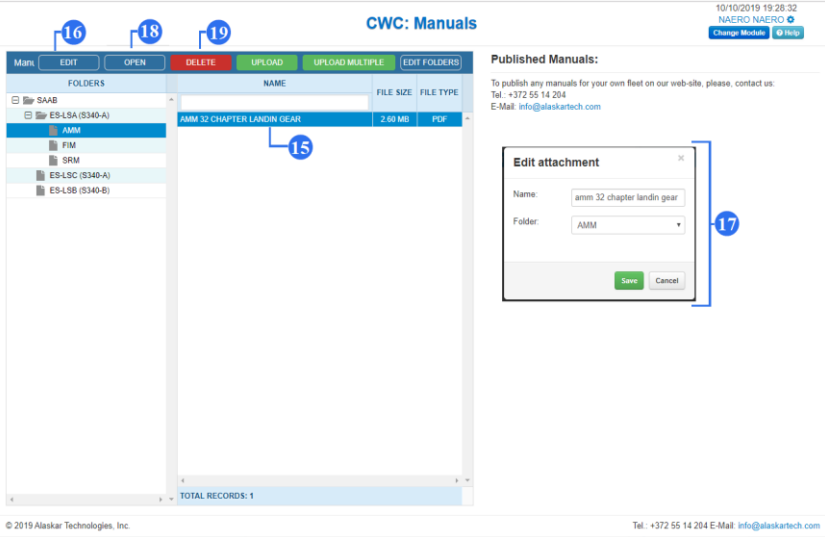 10/10/2019 19:28:32
CWC: Manuals
NAERO NAERO
Change Module Help
16 18 19
Manu EDIT OPEN DELETE UPLOAD UPLOAD MULTIPLE EDIT FOLDERS
FOLDERS
NAME FILE SIZE FILE TYPE
SAAB
ES-LSA (S340-A)
AMM
FIM
SRM
ES-LSC (S340-A)
ES-LSB (S340-B)
AMM 32 CHAPTER LANDIN GEAR 2.60 MB PDF
15
TOTAL RECORDS: 1
Published Manuals:
To publish any manuals for your own fleet on our web-site, please, contact us:
Tel.: +372 55 14 204
E-Mail: info@alaskartech.com
Edit attachment ×
Name: amm 32 chapter landin gear
Folder: AMM
17
Save Cancel
© 2019 Alaskar Technologies, Inc. Tel.: +372 55 14 204 E-Mail: info@alaskartech.com